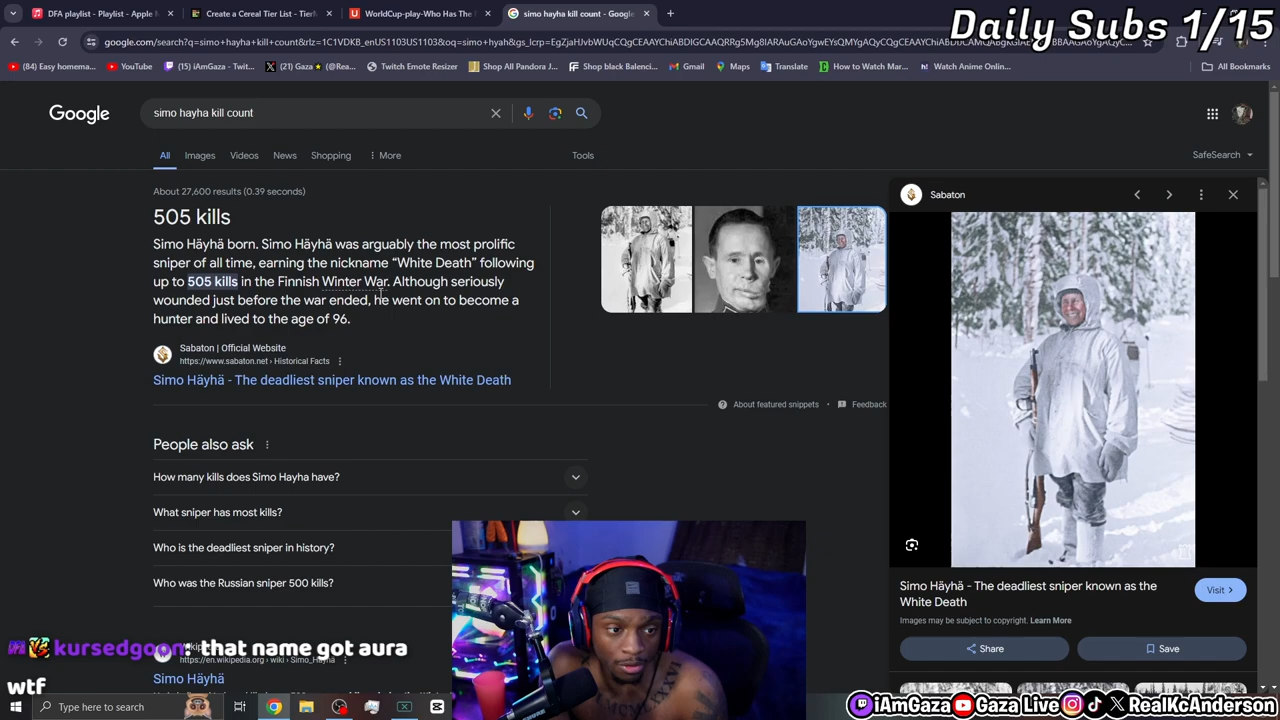 DFA playlist - Playlist - Apple M
Create a Cereal Tier List - TierM
WorldCup-play-Who Has The
simo hayha kill count - Google
Daily Subs 1/15
(84) Easy homema...
YouTube
(15) iAmGaza - Twit...
(21) Gaza
Twitch Emote Resizer
Shop All Pandora J...
Shop black Balenci...
Gmail
Maps
Translate
How to Watch Mar...
Watch Anime Onlin...
All Bookmarks
Google
simo hayha kill count
All
Images
Videos
News
Shopping
More
Tools
SafeSearch
About 27,600 results (0.39 seconds)
505 kills
Simo Häyhä born. Simo Häyhä was arguably the most prolific
sniper of all time, earning the nickname “White Death” following
up to 505 kills in the Finnish Winter War. Although seriously
wounded just before the war ended, he went on to become a
hunter and lived to the age of 96.
Sabaton | Official Website
https://www.sabaton.net › Historical Facts
Simo Häyhä - The deadliest sniper known as the White Death
About featured snippets
Feedback
People also ask
How many kills does Simo Hayha have?
What sniper has most kills?
Who is the deadliest sniper in history?
Who was the Russian sniper 500 kills?
https://en.wikipedia.org › wiki › Simo_Häyhä
Simo Häyhä
Sabaton
Simo Häyhä - The deadliest sniper known as the
White Death
Visit
Images may be subject to copyright. Learn More
Share
Save
kursedgoon that name got aura
wtf
Type here to search
iAmGaza
Gaza Live
RealKcAnderson